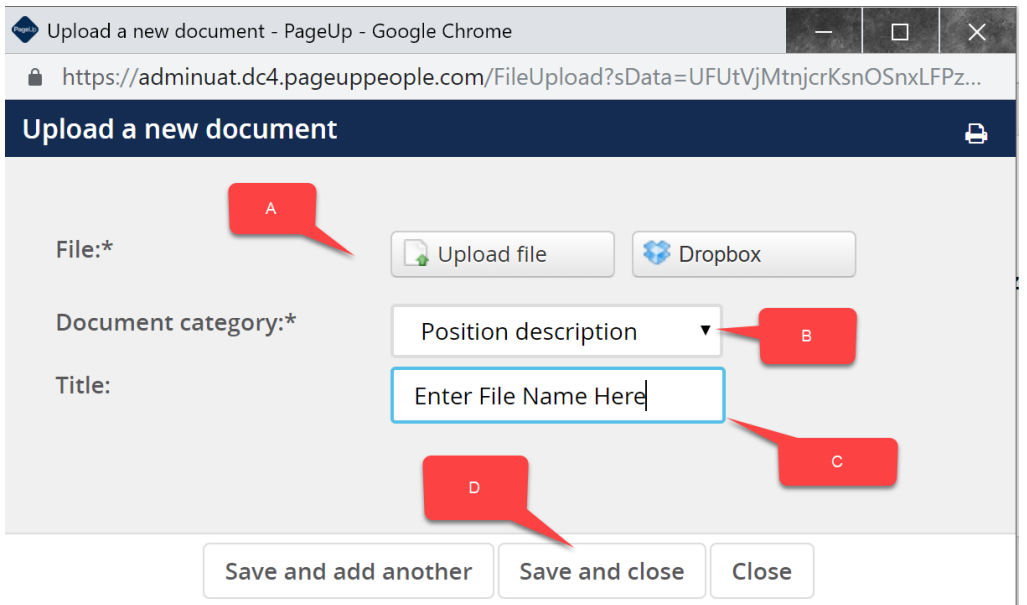 PageUp Upload a new document - PageUp - Google Chrome
https://adminuat.dc4.pageuppeople.com/FileUpload?sData=UFUtVjMtnjcrKsnOSnxLFPz...
Upload a new document
A
File:* Upload file Dropbox
Document category:* Position description B
Title: Enter File Name Here
C
D
Save and add another Save and close Close